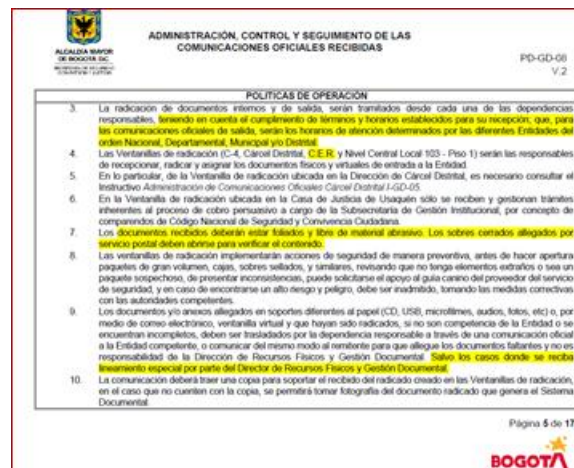 ALCALDÍA MAYOR
DE BOGOTÁ D.C.
ADMINISTRACIÓN, CONTROL Y SEGUIMIENTO DE LAS
COMUNICACIONES OFICIALES RECIBIDAS
PD-GD-08
V.2
POLITICAS DE OPERACIÓN
3. La radicación de documentos internos y de salida, serán tramitados desde cada una de las dependencias
responsables, teniendo en cuenta el cumplimiento de términos y horarios establecidos para su recepción; que, para
las comunicaciones oficiales de salida, serán los horarios de atención determinados por las diferentes Entidades del
orden Nacional, Departamental, Municipal y/o Distrital.
4. Las Ventanillas de radicación (C-4, Cárcel Distrital, C.E.R. y Nivel Central Local 103 - Piso 1) serán las responsables
de recepcionar, radicar y asignar los documentos físicos y virtuales de entrada a la Entidad.
5. En lo particular, de la Ventanilla de radicación ubicada en la Dirección de Cárcel Distrital, es necesario consultar el
Instructivo Administración de Comunicaciones Oficiales Cárcel Distrital I-GD-05.
6. En la Ventanilla de radicación ubicada en la Casa de Justicia de Usaquén sólo se reciben y gestionan trámites
inherentes al proceso de cobro persuasivo a cargo de la Subsecretaría de Gestión Institucional, por concepto de
comparendos de Código Nacional de Seguridad y Convivencia Ciudadana.
7. Los documentos recibidos deberán estar foliados y libre de material abrasivo. Los sobres cerrados allegados por
servicio postal deben abrirse para verificar el contenido.
8. Las ventanillas de radicación implementarán acciones de seguridad de manera preventiva, antes de hacer apertura
paquetes de gran volumen, cajas, sobres sellados, y similares, revisando que no tenga elementos extraños o sea un
paquete sospechoso, de presentar inconsistencias, puede solicitarse el apoyo al guía canino del proveedor del servicio
de seguridad, y en caso de encontrarse un alto riesgo y peligro, debe ser inadmitido, tomando las medidas correctivas
con las autoridades competentes.
9. Los documentos y/o anexos allegados en soportes diferentes al papel (CD, USB, microfilmes, audios, fotos, etc) o, por
medio de correo electrónico, ventanilla virtual y que hayan sido radicados, si no son competencia de la Entidad o se
encuentran incompletos, deben ser trasladados por la dependencia responsable a través de una comunicación oficial
a la Entidad competente, o comunicar del mismo modo al remitente para que allegue los documentos faltantes y no es
responsabilidad de la Dirección de Recursos Físicos y Gestión Documental. Salvo los casos donde se reciba
lineamiento especial por parte del Director de Recursos Físicos y Gestión Documental.
10. La comunicación deberá traer una copia para soportar el recibido del radicado creado en las Ventanillas de radicación,
en el caso que no cuenten con la copia, se permitirá tomar fotografía del documento radicado que genera el Sistema
Documental.
Página 5 de 17
BOGOTÁ